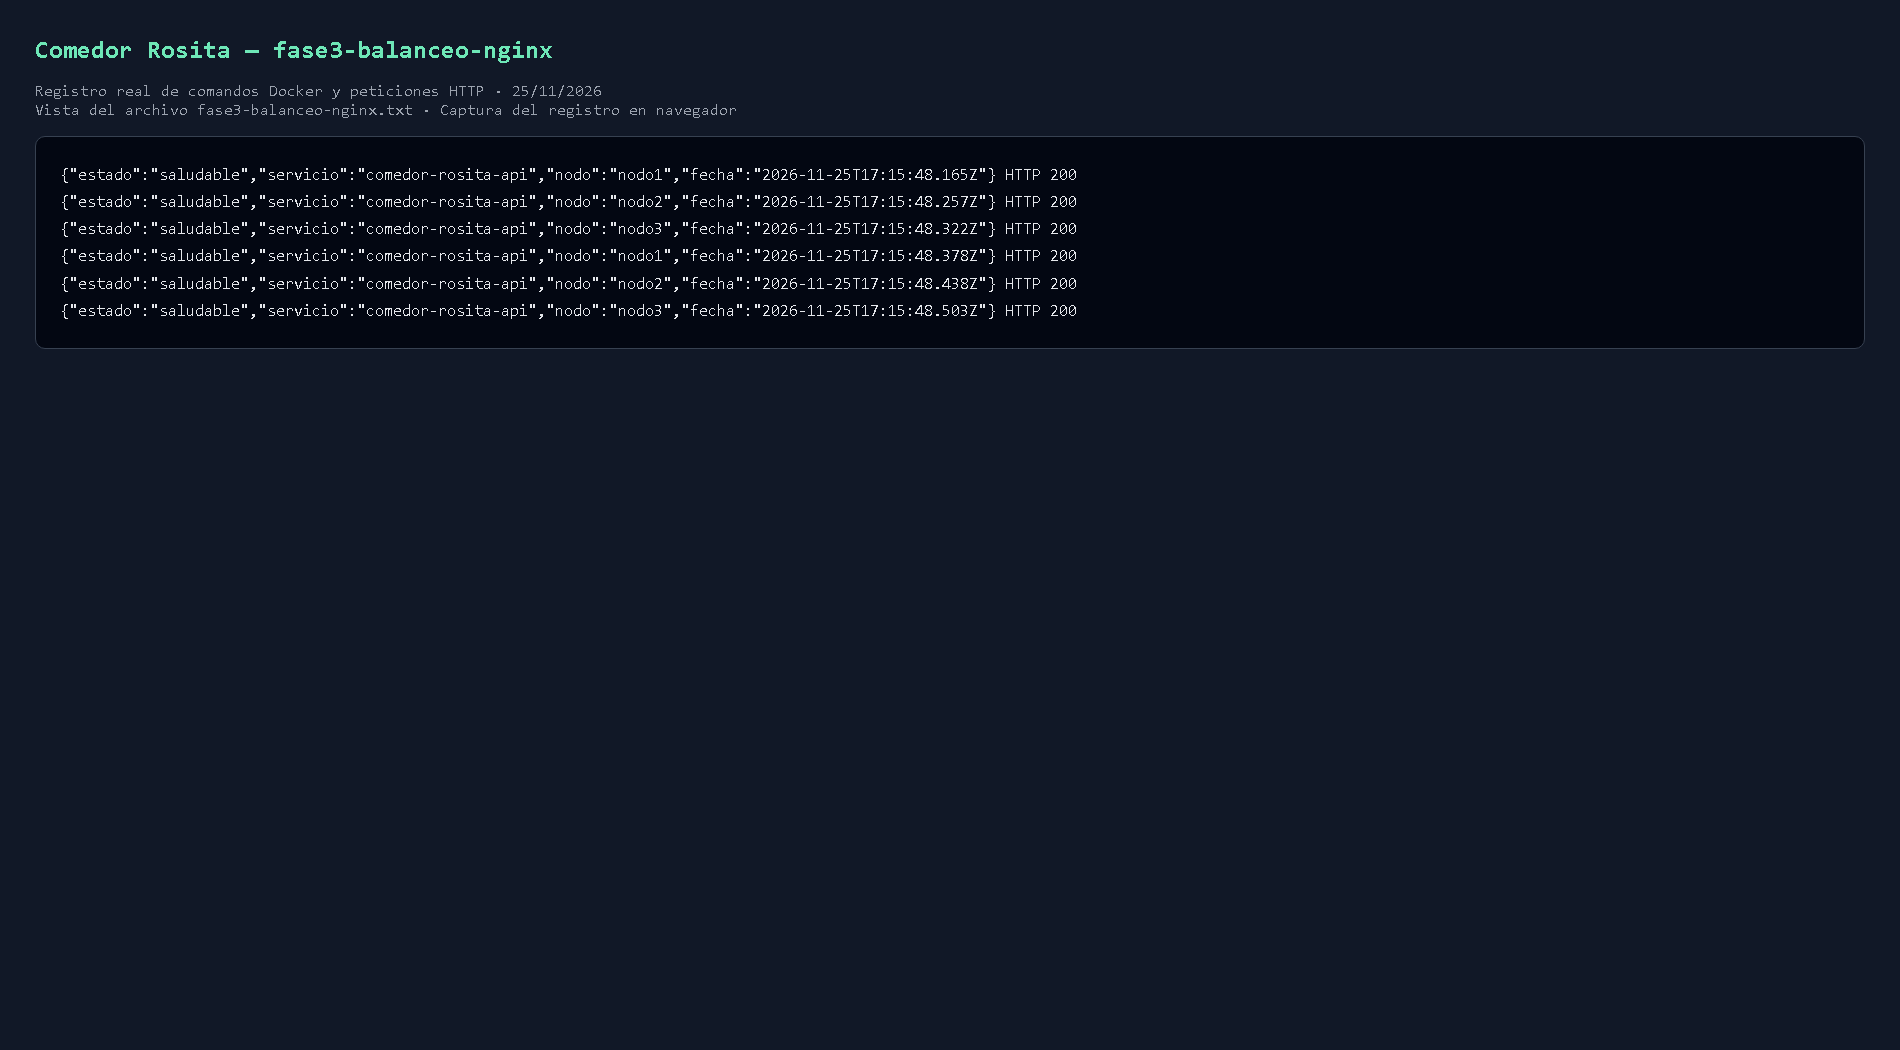 Comedor Rosita — fase3-balanceo-nginx
Registro real de comandos Docker y peticiones HTTP · 25/11/2026
Vista del archivo fase3-balanceo-nginx.txt · Captura del registro en navegador
{"estado":"saludable","servicio":"comedor-rosita-api","nodo":"nodo1","fecha":"2026-11-25T17:15:48.165Z"} HTTP 200
{"estado":"saludable","servicio":"comedor-rosita-api","nodo":"nodo2","fecha":"2026-11-25T17:15:48.257Z"} HTTP 200
{"estado":"saludable","servicio":"comedor-rosita-api","nodo":"nodo3","fecha":"2026-11-25T17:15:48.322Z"} HTTP 200
{"estado":"saludable","servicio":"comedor-rosita-api","nodo":"nodo1","fecha":"2026-11-25T17:15:48.378Z"} HTTP 200
{"estado":"saludable","servicio":"comedor-rosita-api","nodo":"nodo2","fecha":"2026-11-25T17:15:48.438Z"} HTTP 200
{"estado":"saludable","servicio":"comedor-rosita-api","nodo":"nodo3","fecha":"2026-11-25T17:15:48.503Z"} HTTP 200